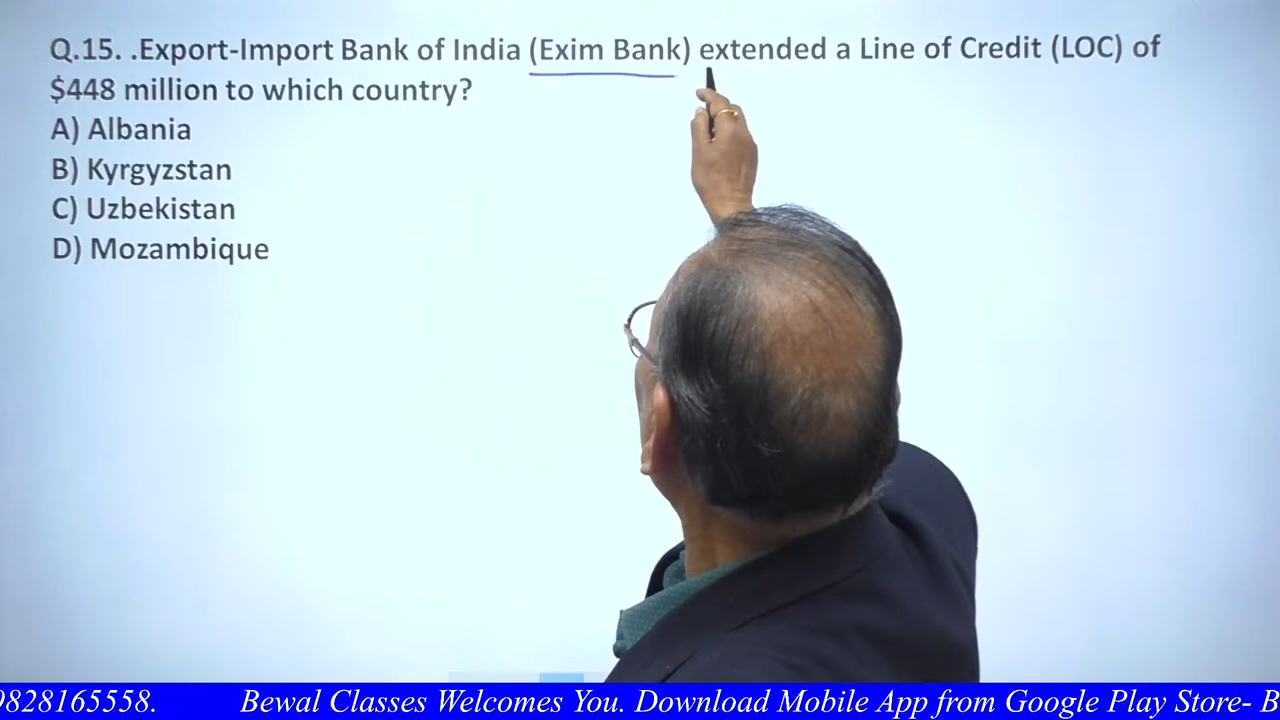 Q.15. .Export-Import Bank of India (Exim Bank) extended a Line of Credit (LOC) of
$448 million to which country?
A) Albania
B) Kyrgyzstan
C) Uzbekistan
D) Mozambique
9828165558. Bewal Classes Welcomes You. Download Mobile App from Google Play Store- B